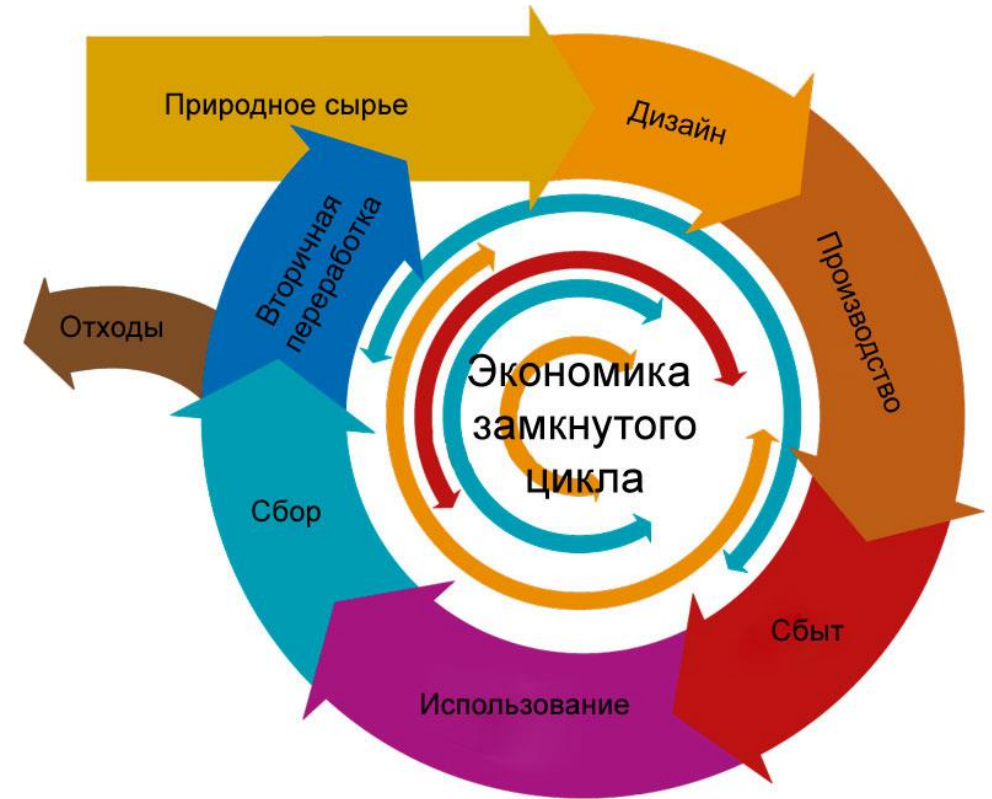 Природное сырье
Дизайн
Производство
Сбыт
Использование
Сбор
Вторичная
переработка
Отходы
Экономика
замкнутого
цикла